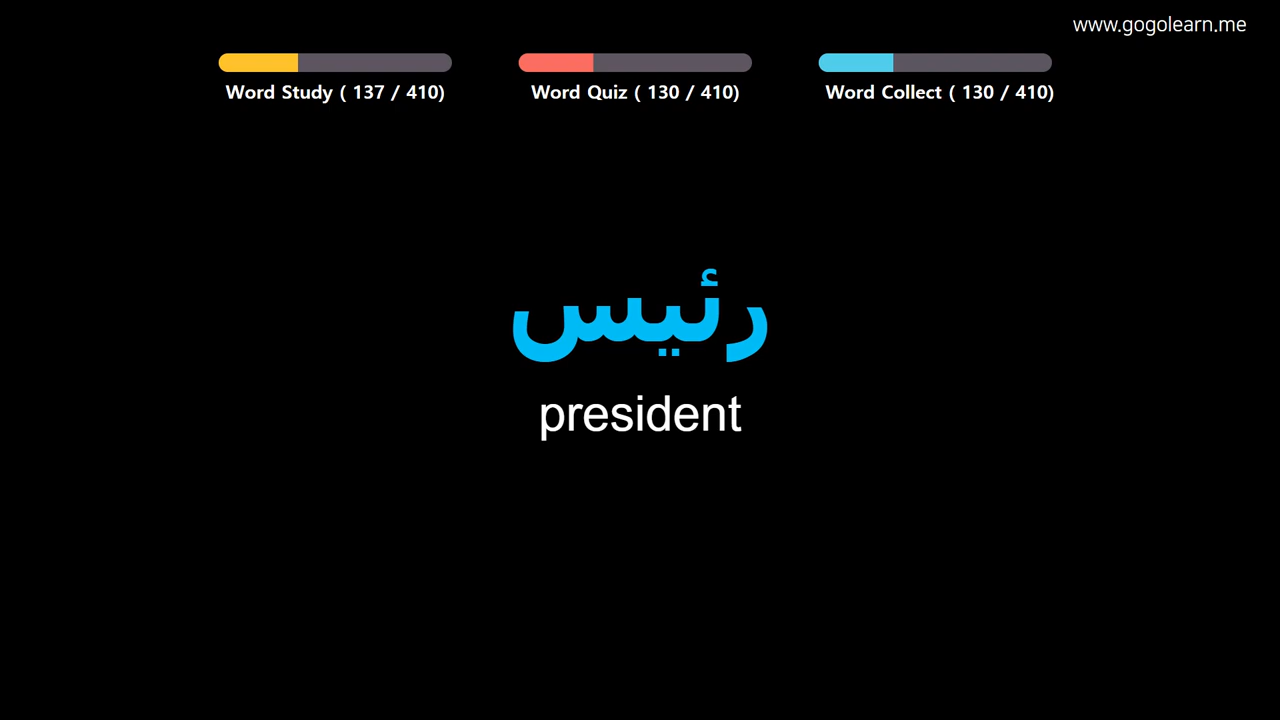 www.gogolearn.me
Word Study ( 137 / 410)
Word Quiz ( 130 / 410)
Word Collect ( 130 / 410)
رئيس
president